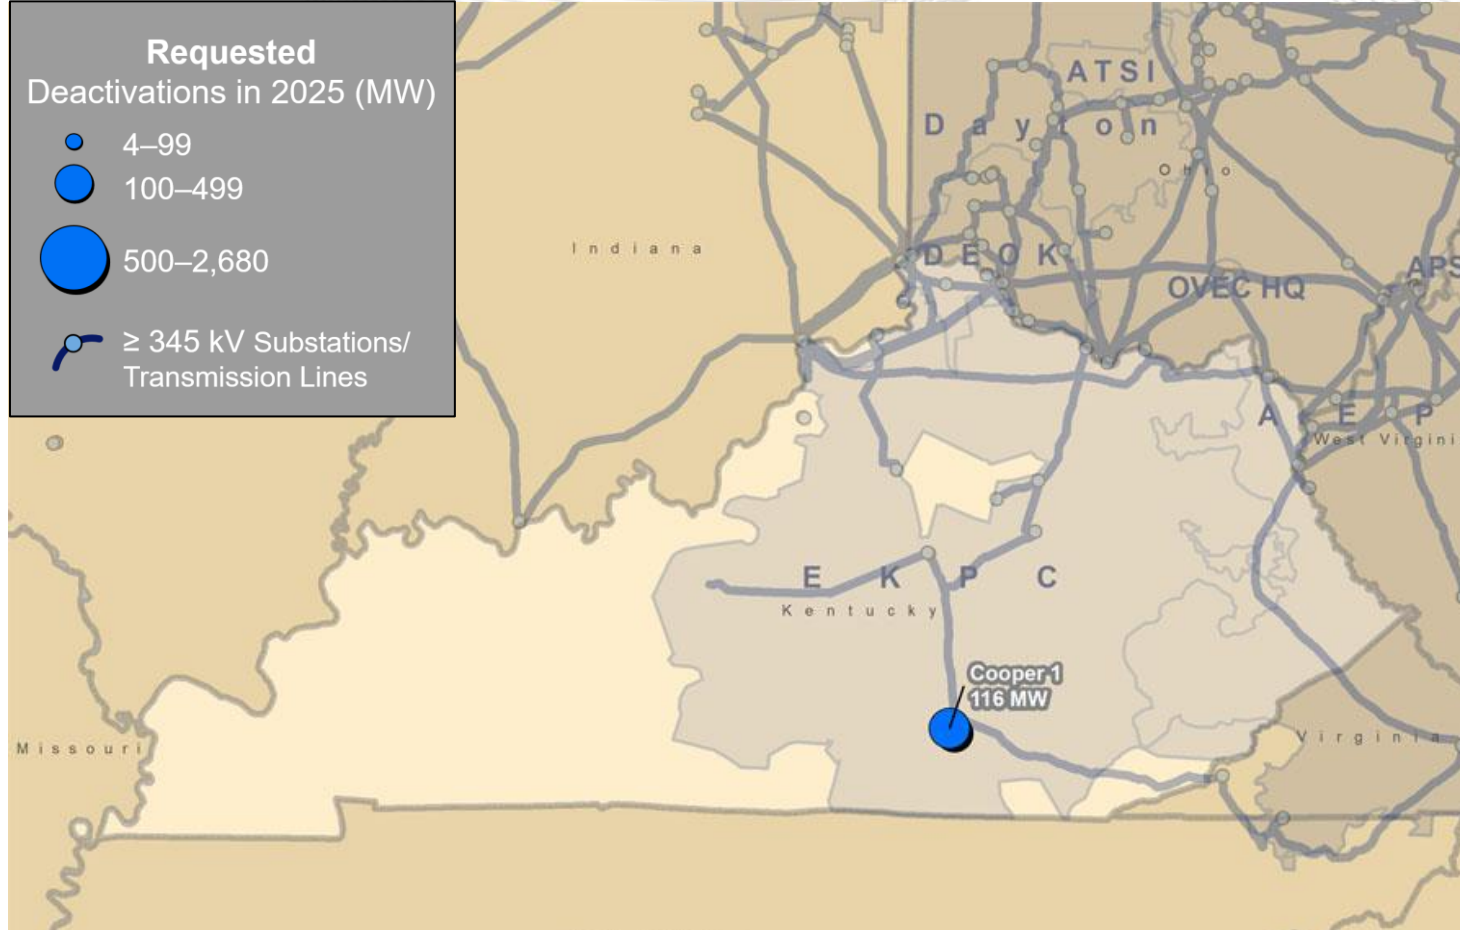 Requested
Deactivations in 2025 (MW)
4–99
100–499
500–2,680
≥ 345 kV Substations/
Transmission Lines
ATSI
Dayton
Ohio
Indiana
DEOK
APS
OVEC HQ
AEP
West Virgini
EKPC
Kentucky
Cooper 1
116 MW
Missouri
Virginia